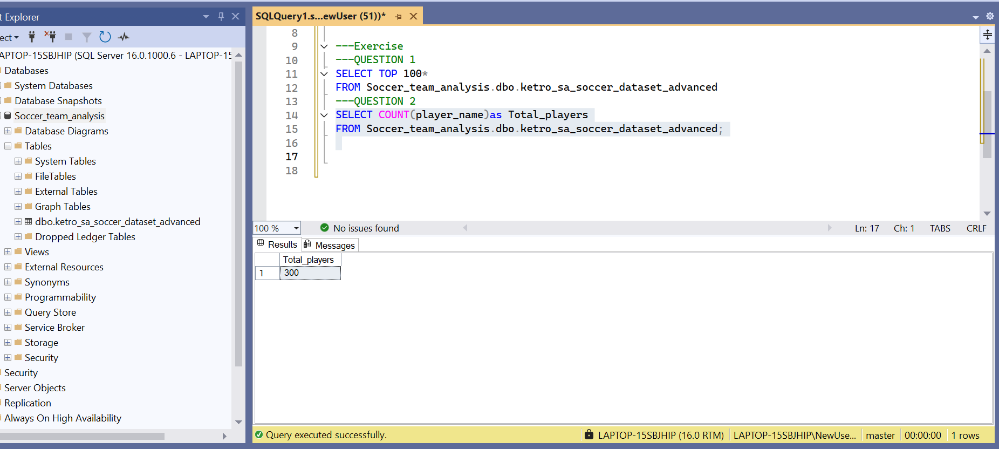 t Explorer
ect
APTOP-15SBJHIP (SQL Server 16.0.1000.6 - LAPTOP-15
Databases
System Databases
Database Snapshots
Soccer_team_analysis
Database Diagrams
Tables
System Tables
FileTables
External Tables
Graph Tables
dbo.ketro_sa_soccer_dataset_advanced
Dropped Ledger Tables
Views
External Resources
Synonyms
Programmability
Query Store
Service Broker
Storage
Security
Security
Server Objects
Replication
Always On High Availability
SQLQuery1.s...ewUser (51))*
8
9 ---Exercise
10 ---QUESTION 1
11 SELECT TOP 100*
12 FROM Soccer_team_analysis.dbo.ketro_sa_soccer_dataset_advanced
13 ---QUESTION 2
14 SELECT COUNT(player_name)as Total_players
15 FROM Soccer_team_analysis.dbo.ketro_sa_soccer_dataset_advanced;
16
17
18
100 % No issues found Ln: 17 Ch: 1 TABS CRLF
Results Messages
Total_players
1 300
Query executed successfully. LAPTOP-15SBJHIP (16.0 RTM) LAPTOP-15SBJHIP\NewUse... master 00:00:00 1 rows